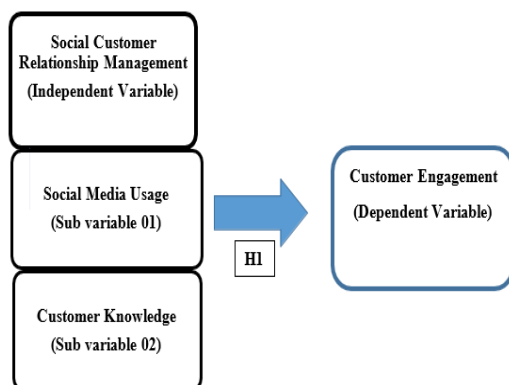 Social Customer
Relationship Management
(Independent Variable)
Social Media Usage
(Sub variable 01)
Customer Knowledge
(Sub variable 02)
H1
Customer Engagement
(Dependent Variable)